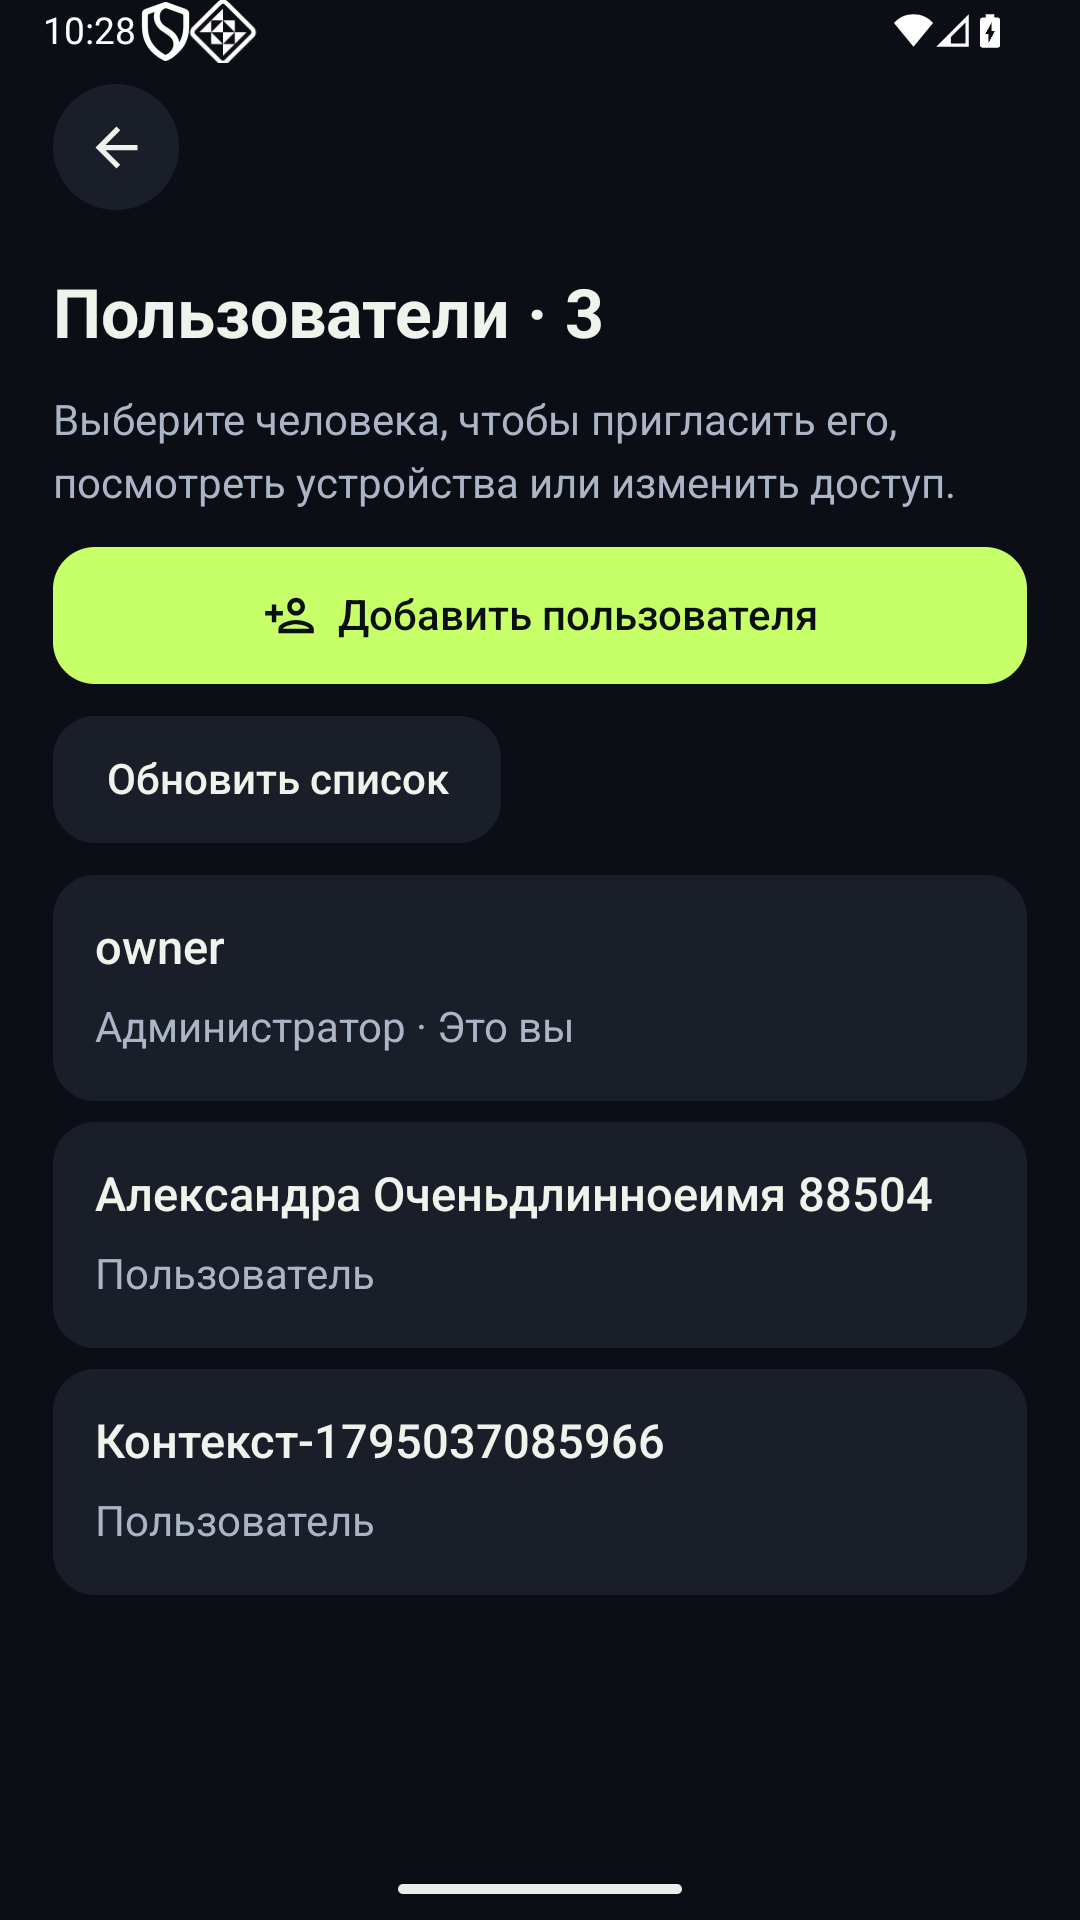 10:28
Пользователи · 3
Выберите человека, чтобы пригласить его,
посмотреть устройства или изменить доступ.
Добавить пользователя
Обновить список
owner
Администратор · Это вы
Александра Оченьдлинноеимя 88504
Пользователь
Контекст-1795037085966
Пользователь